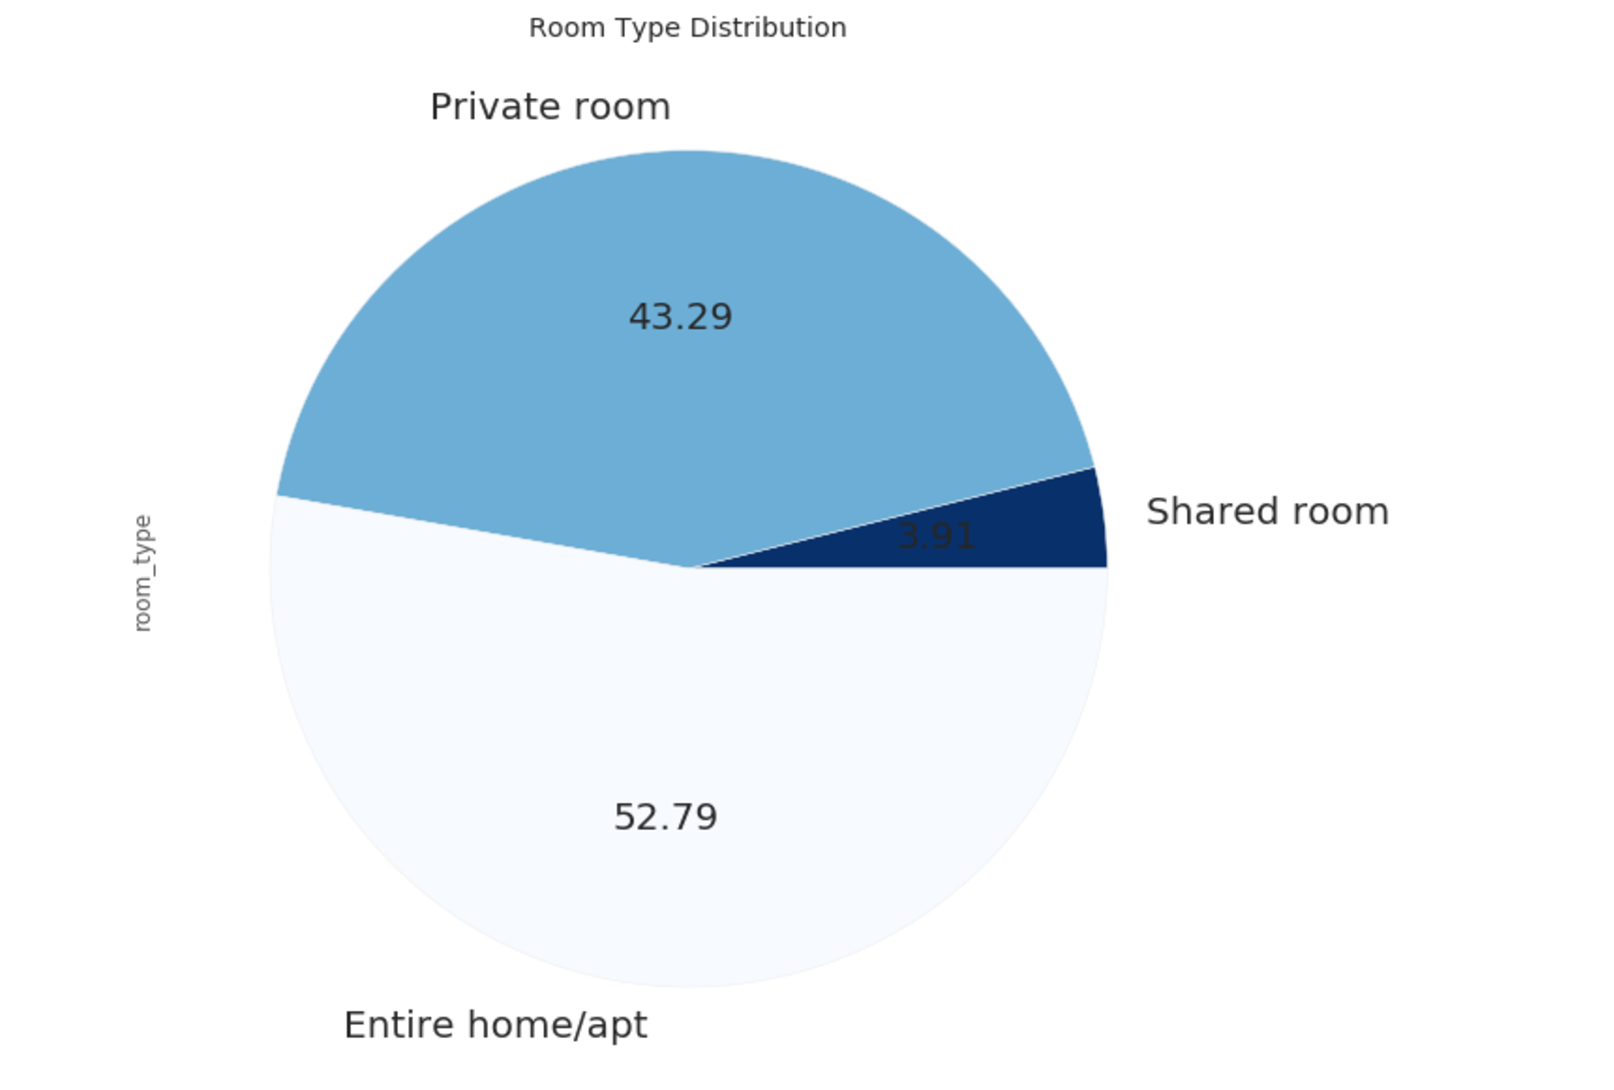 Room Type Distribution
Private room
43.29
Shared room
3.91
room_type
52.79
Entire home/apt